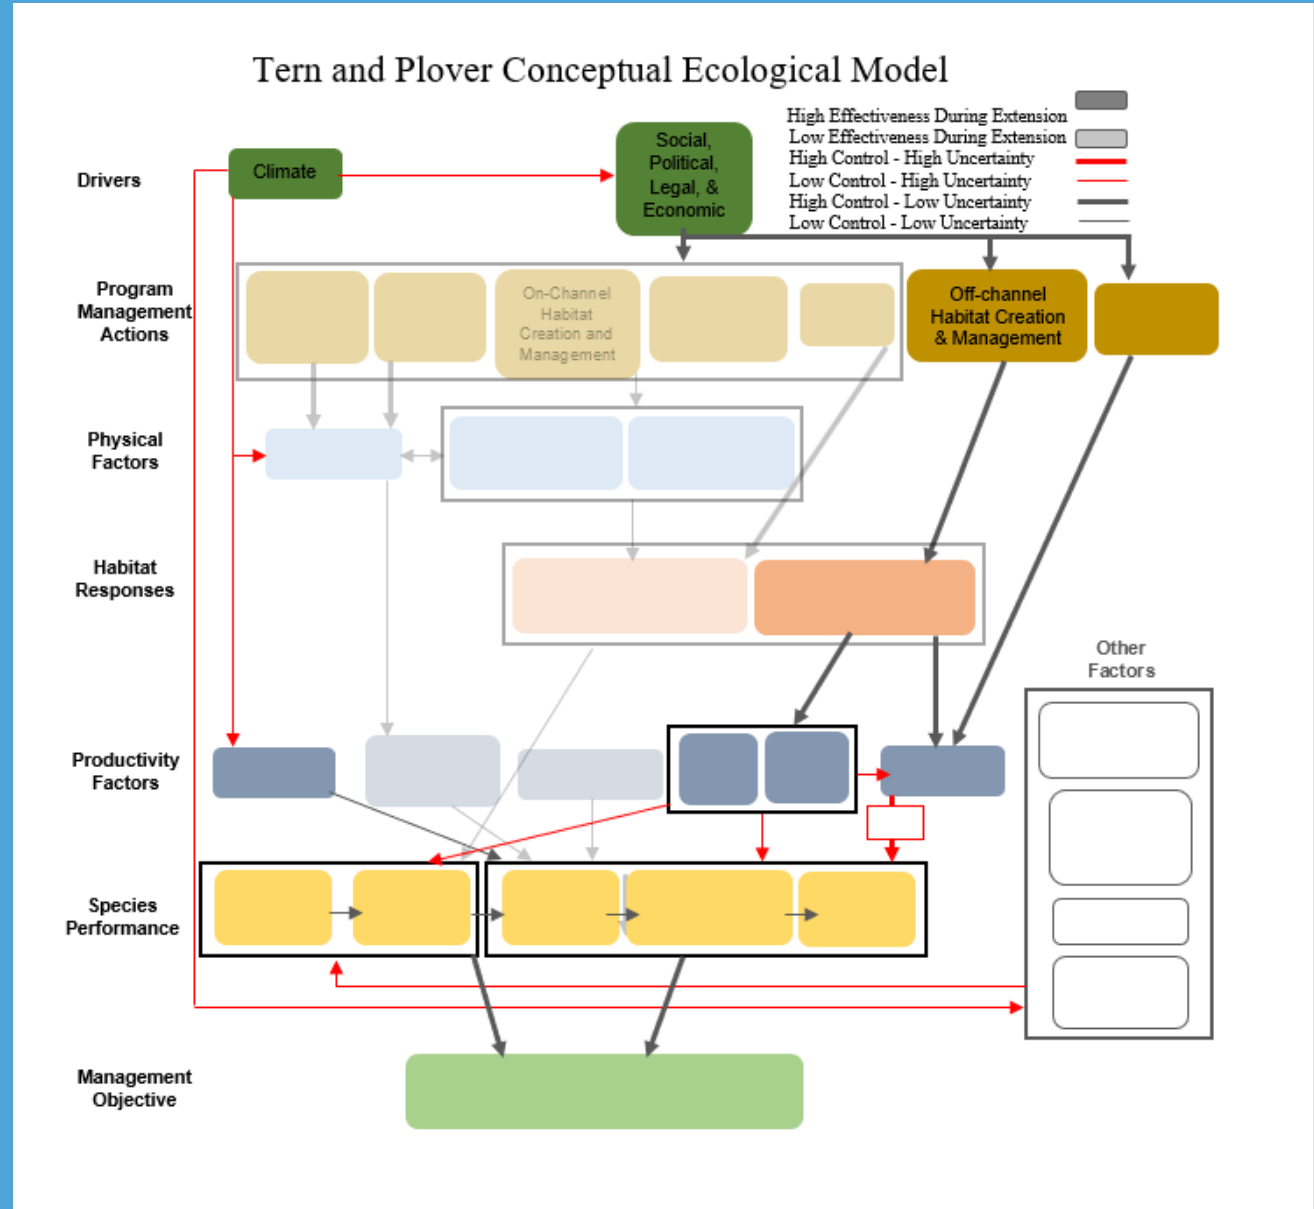 Tern and Plover Conceptual Ecological Model
High Effectiveness During Extension
Low Effectiveness During Extension
High Control - High Uncertainty
Low Control - High Uncertainty
High Control - Low Uncertainty
Low Control - Low Uncertainty
Drivers
Climate
Social,
Political,
Legal, &
Economic
Program
Management
Actions
On-Channel
Habitat
Creation and
Management
Off-channel
Habitat Creation
& Management
Physical
Factors
Habitat
Responses
Other
Factors
Productivity
Factors
Species
Performance
Management
Objective